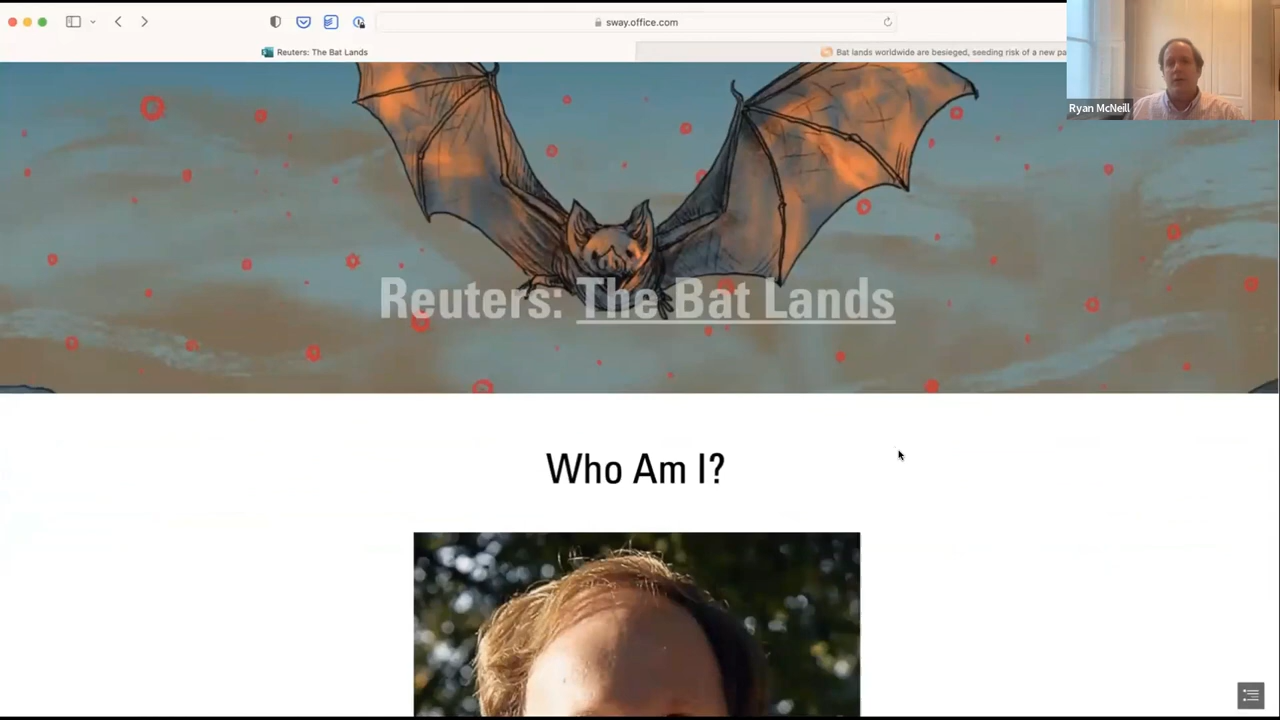 sway.office.com
Reuters: The Bat Lands
Bat lands worldwide are besieged, seeding risk of a new pa
Ryan McNeill
Reuters: The Bat Lands
Who Am I?